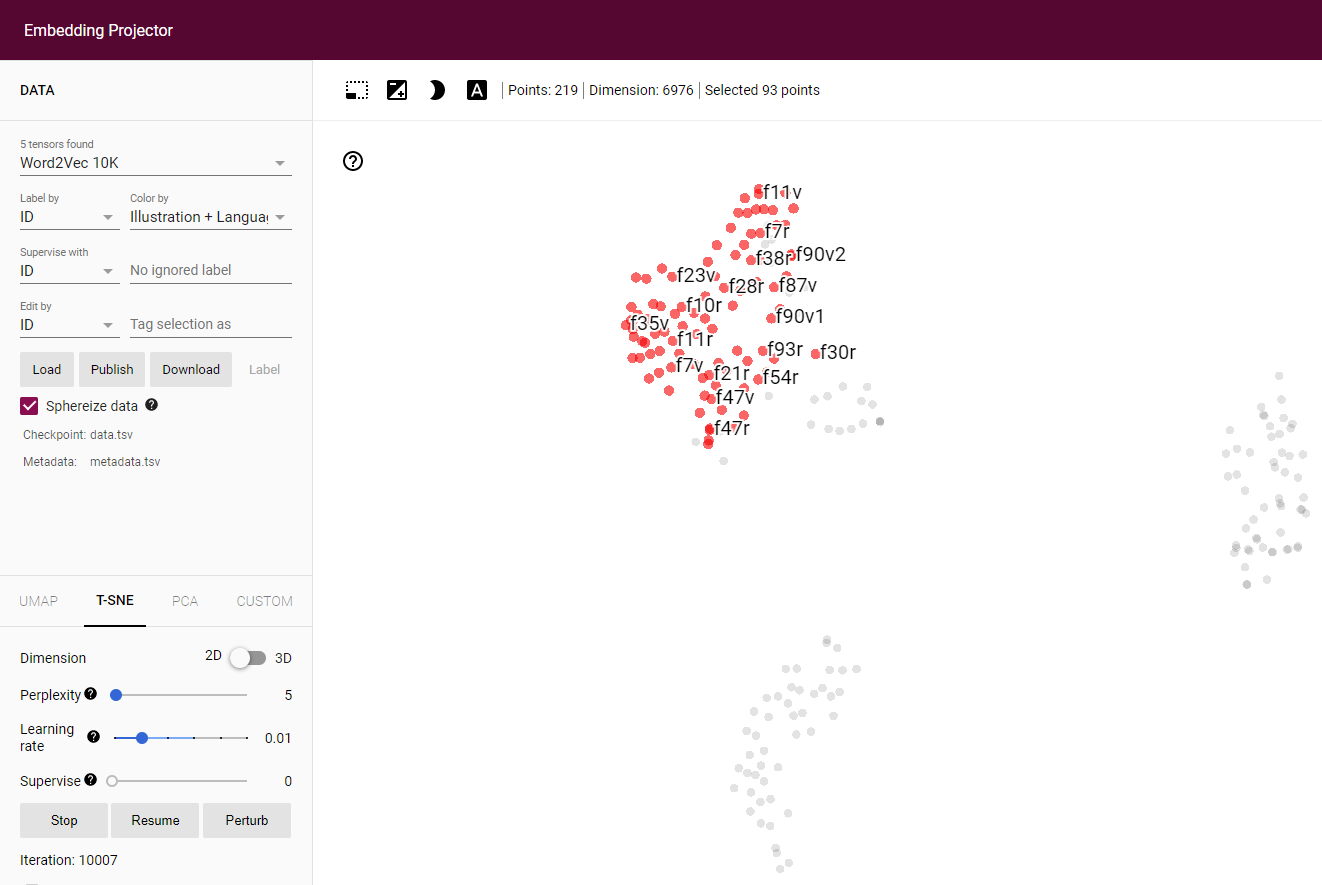 Embedding Projector
DATA
Points: 219 | Dimension: 6976 | Selected 93 points
5 tensors found
Word2Vec 10K
Label by
Color by
ID
Illustration + Langua
Supervise with
ID
No ignored label
Edit by
ID
Tag selection as
Load
Publish
Download
Label
Sphereize data
Checkpoint: data.tsv
Metadata: metadata.tsv
UMAP
T-SNE
PCA
CUSTOM
Dimension
2D
3D
Perplexity
5
Learning rate
0.01
Supervise
0
Stop
Resume
Perturb
Iteration: 10007
f11v
f7r
f38r
f90v2
f23v
f28r
f87v
f10r
f90v1
f35v
f11r
f93r
f30r
f7v
f21r
f54r
f47v
f47r